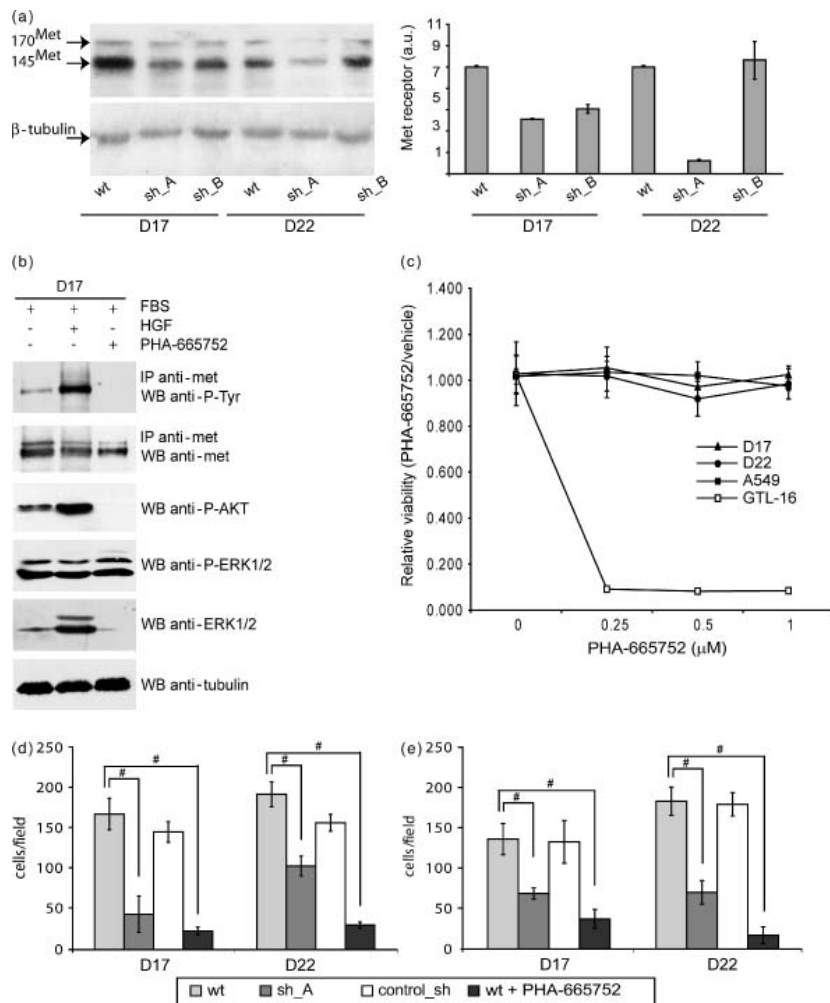 (a)
170Met
145Met
β-tubulin
wt
sh_A
sh_B
wt
sh_A
sh_B
D17
D22
Met receptor (a.u.)
7
7
5
3
1
wt
sh_A
sh_B
wt
sh_A
sh_B
D17
D22
(b)
D17
+ + + FBS
- + - HGF
- - + PHA-665752
IP anti-met
WB anti-P-Tyr
IP anti-met
WB anti-met
WB anti-P-AKT
WB anti-P-ERK1/2
WB anti-ERK1/2
WB anti-tubulin
(c)
Relative viability (PHA-665752/vehicle)
1.400
1.200
1.000
0.800
0.600
0.400
0.200
0.000
D17
D22
A549
GTL-16
0
0.25
0.5
1
PHA-665752 (μM)
(d)
cells/field
250
200
150
100
50
0
#
#
#
#
D17
D22
(e)
cells/field
250
200
150
100
50
0
#
#
#
#
D17
D22
wt
sh_A
control_sh
wt + PHA-665752